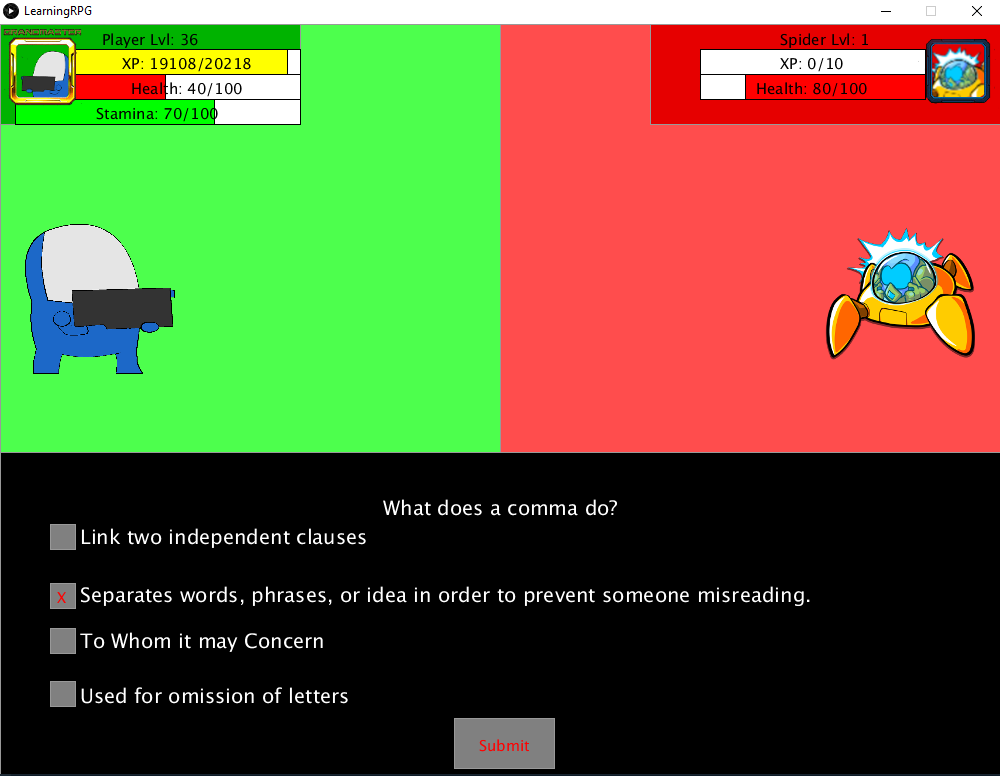 LearningRPG
Player Lvl: 36
XP: 19108/20218
Health: 40/100
Stamina: 70/100
Spider Lvl: 1
XP: 0/10
Health: 80/100
What does a comma do?
Link two independent clauses
x Separates words, phrases, or idea in order to prevent someone misreading.
To Whom it may Concern
Used for omission of letters
Submit